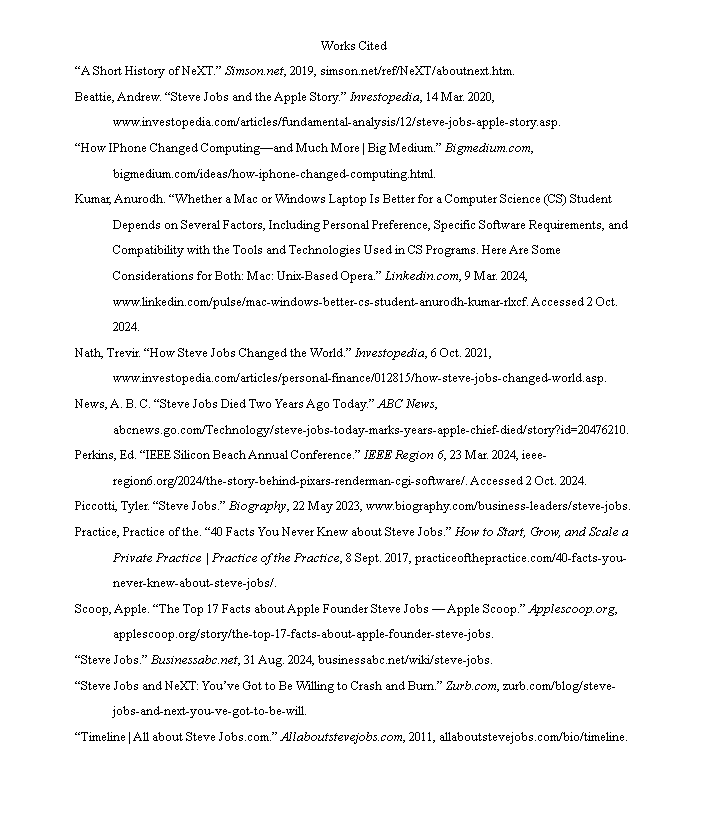 Works Cited
“A Short History of NeXT.” Simson.net, 2019, simson.net/ref/NeXT/aboutnext.htm.
Beattie, Andrew. “Steve Jobs and the Apple Story.” Investopedia, 14 Mar. 2020,
www.investopedia.com/articles/fundamental-analysis/12/steve-jobs-apple-story.asp.
“How IPhone Changed Computing—and Much More | Big Medium.” Bigmedium.com,
bigmedium.com/ideas/how-iphone-changed-computing.html.
Kumar, Anurodh. “Whether a Mac or Windows Laptop Is Better for a Computer Science (CS) Student
Depends on Several Factors, Including Personal Preference, Specific Software Requirements, and
Compatibility with the Tools and Technologies Used in CS Programs. Here Are Some
Considerations for Both: Mac: Unix-Based Opera.” Linkedin.com, 9 Mar. 2024,
www.linkedin.com/pulse/mac-windows-better-cs-student-anurodh-kumar-rlxcf. Accessed 2 Oct.
2024.
Nath, Trevir. “How Steve Jobs Changed the World.” Investopedia, 6 Oct. 2021,
www.investopedia.com/articles/personal-finance/012815/how-steve-jobs-changed-world.asp.
News, A. B. C. “Steve Jobs Died Two Years Ago Today.” ABC News,
abcnews.go.com/Technology/steve-jobs-today-marks-years-apple-chief-died/story?id=20476210.
Perkins, Ed. “IEEE Silicon Beach Annual Conference.” IEEE Region 6, 23 Mar. 2024, ieee-
region6.org/2024/the-story-behind-pixars-renderman-cgi-software/. Accessed 2 Oct. 2024.
Piccotti, Tyler. “Steve Jobs.” Biography, 22 May 2023, www.biography.com/business-leaders/steve-jobs.
Practice, Practice of the. “40 Facts You Never Knew about Steve Jobs.” How to Start, Grow, and Scale a
Private Practice | Practice of the Practice, 8 Sept. 2017, practiceofthepractice.com/40-facts-you-
never-knew-about-steve-jobs/.
Scoop, Apple. “The Top 17 Facts about Apple Founder Steve Jobs — Apple Scoop.” Applescoop.org,
applescoop.org/story/the-top-17-facts-about-apple-founder-steve-jobs.
“Steve Jobs.” Businessabc.net, 31 Aug. 2024, businessabc.net/wiki/steve-jobs.
“Steve Jobs and NeXT: You’ve Got to Be Willing to Crash and Burn.” Zurb.com, zurb.com/blog/steve-
jobs-and-next-you-ve-got-to-be-will.
“Timeline | All about Steve Jobs.com.” Allaboutstevejobs.com, 2011, allaboutstevejobs.com/bio/timeline.